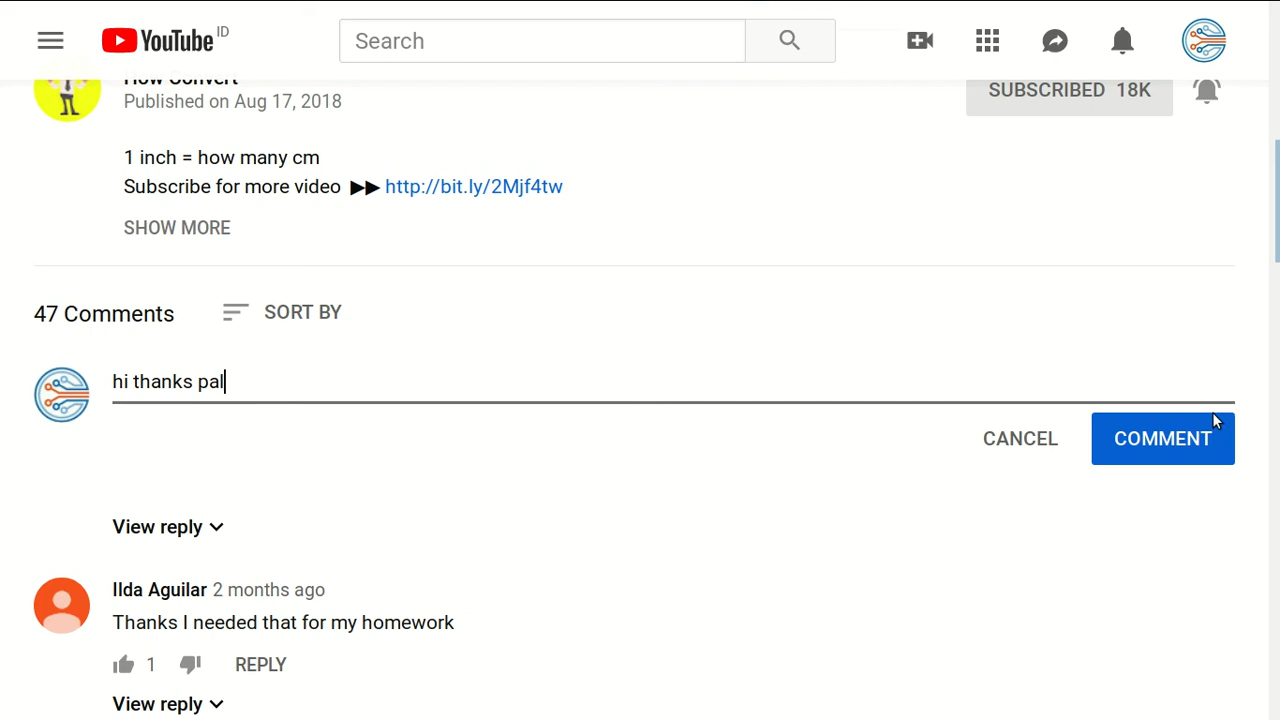 YouTube ID
Search
How Convert
Published on Aug 17, 2018
SUBSCRIBED 18K
1 inch = how many cm
Subscribe for more video ▶▶ http://bit.ly/2Mjf4tw
SHOW MORE
47 Comments
SORT BY
hi thanks pal
CANCEL
COMMENT
View reply
Ilda Aguilar 2 months ago
Thanks I needed that for my homework
1
REPLY
View reply